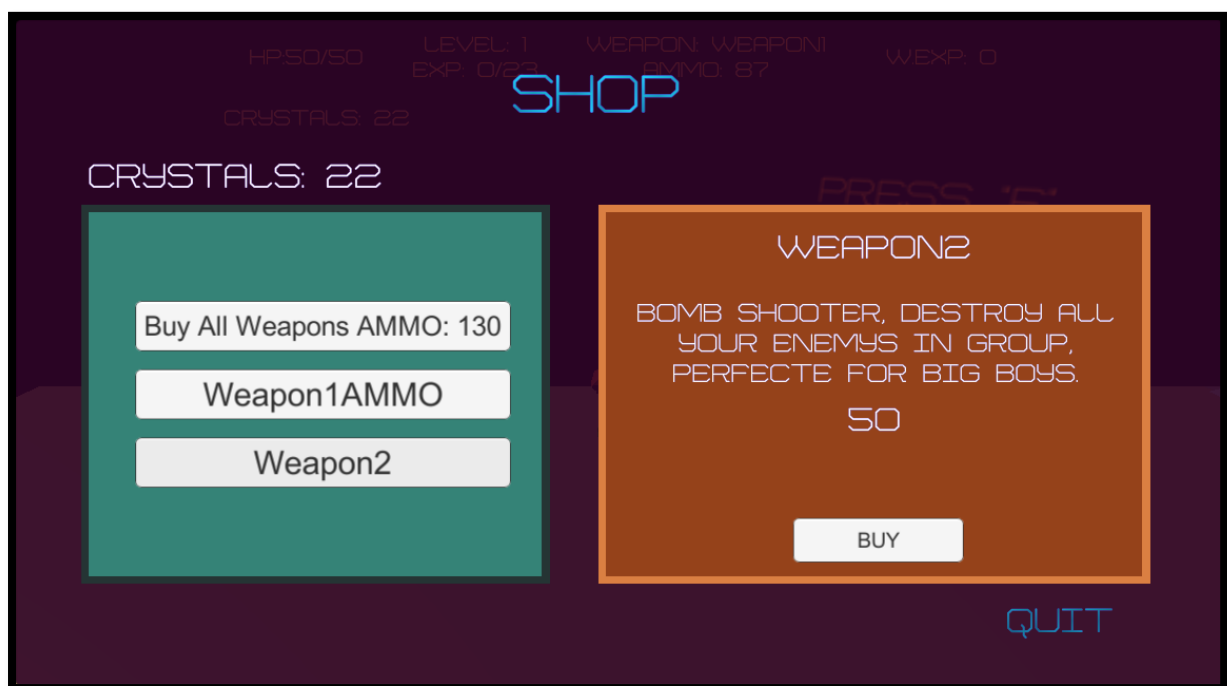 HP:50/50
LEVEL: 1
EXP: 0/23
WEAPON: WEAPON1
AMMO: 87
W.EXP: 0
CRYSTALS: 22
SHOP
CRYSTALS: 22
PRESS "E"
Buy All Weapons AMMO: 130
Weapon1AMMO
Weapon2
WEAPON2
BOMB SHOOTER, DESTROY ALL
YOUR ENEMYS IN GROUP,
PERFECTE FOR BIG BOYS.
50
BUY
QUIT